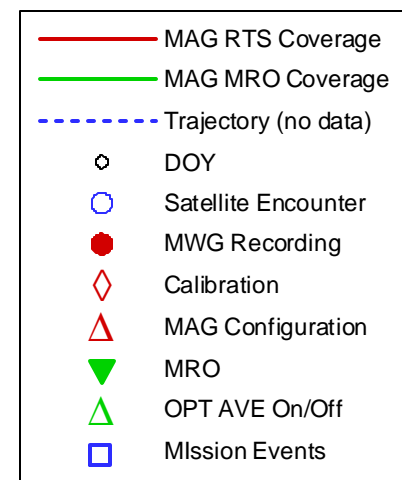 MAG RTS Coverage
MAG MRO Coverage
Trajectory (no data)
DOY
Satellite Encounter
MWG Recording
Calibration
MAG Configuration
MRO
OPT AVE On/Off
MIssion Events